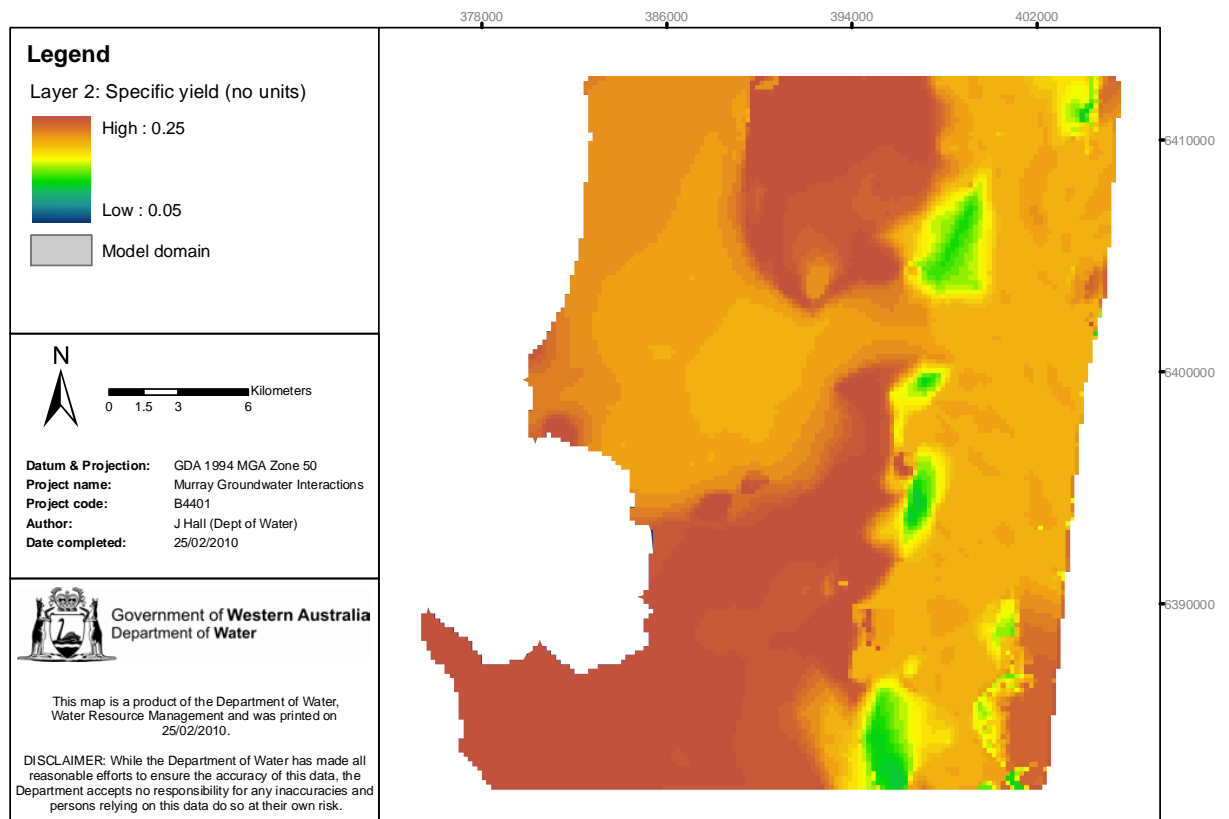 378000 386000 394000 402000
Legend
Layer 2: Specific yield (no units)
High : 0.25
Low : 0.05
Model domain
6410000
6400000
6390000
N
Kilometers
0 1.5 3 6
Datum & Projection: GDA 1994 MGA Zone 50
Project name: Murray Groundwater Interactions
Project code: B4401
Author: J Hall (Dept of Water)
Date completed: 25/02/2010
Government of Western Australia
Department of Water
This map is a product of the Department of Water,
Water Resource Management and was printed on
25/02/2010.
DISCLAIMER: While the Department of Water has made all
reasonable efforts to ensure the accuracy of this data, the
Department accepts no responsibility for any inaccuracies and
persons relying on this data do so at their own risk.